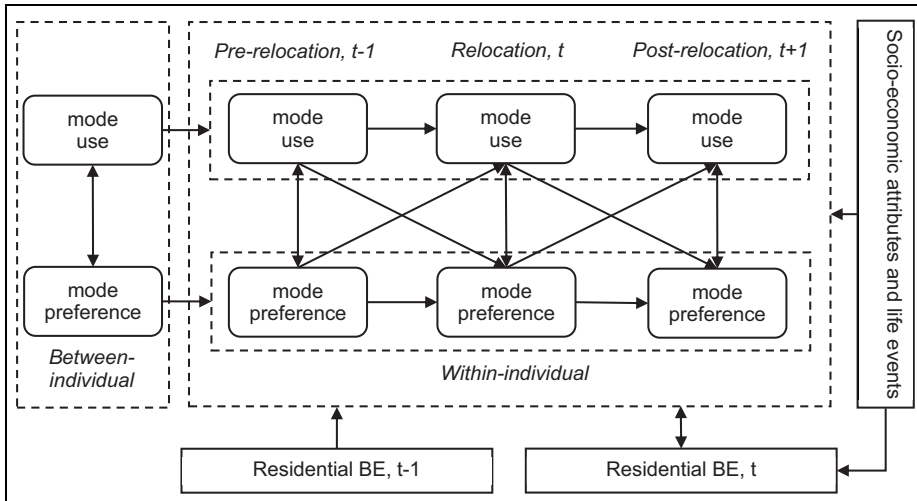 Pre-relocation, t-1
Relocation, t
Post-relocation, t+1
mode
use
mode
use
mode
use
mode
use
mode
preference
mode
preference
mode
preference
mode
preference
Between-
individual
Within-individual
Residential BE, t-1
Residential BE, t
Socio-economic attributes and life events